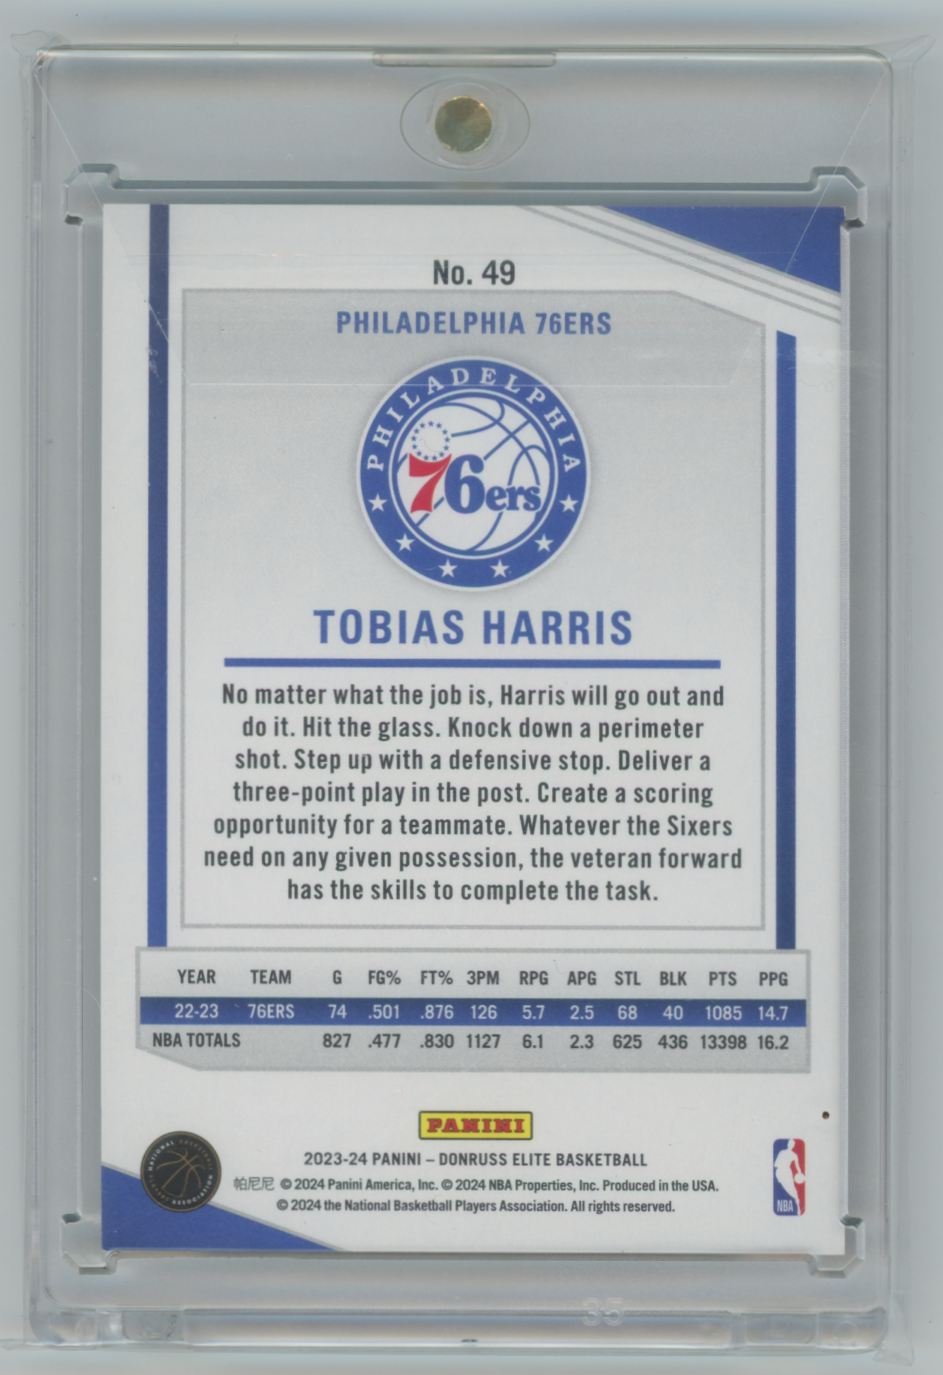 No. 49
PHILADELPHIA 76ERS
PHILADELPHIA
76ers
TOBIAS HARRIS
No matter what the job is, Harris will go out and
do it. Hit the glass. Knock down a perimeter
shot. Step up with a defensive stop. Deliver a
three-point play in the post. Create a scoring
opportunity for a teammate. Whatever the Sixers
need on any given possession, the veteran forward
has the skills to complete the task.
YEAR TEAM G FG% FT% 3PM RPG APG STL BLK PTS PPG
22-23 76ERS 74 .501 .876 126 5.7 2.5 68 40 1085 14.7
NBA TOTALS 827 .477 .830 1127 6.1 2.3 625 436 13398 16.2
PANINI
2023-24 PANINI – DONRUSS ELITE BASKETBALL
帕尼尼 © 2024 Panini America, Inc. © 2024 NBA Properties, Inc. Produced in the USA.
© 2024 the National Basketball Players Association. All rights reserved.
NATIONAL BASKETBALL
NBA
35